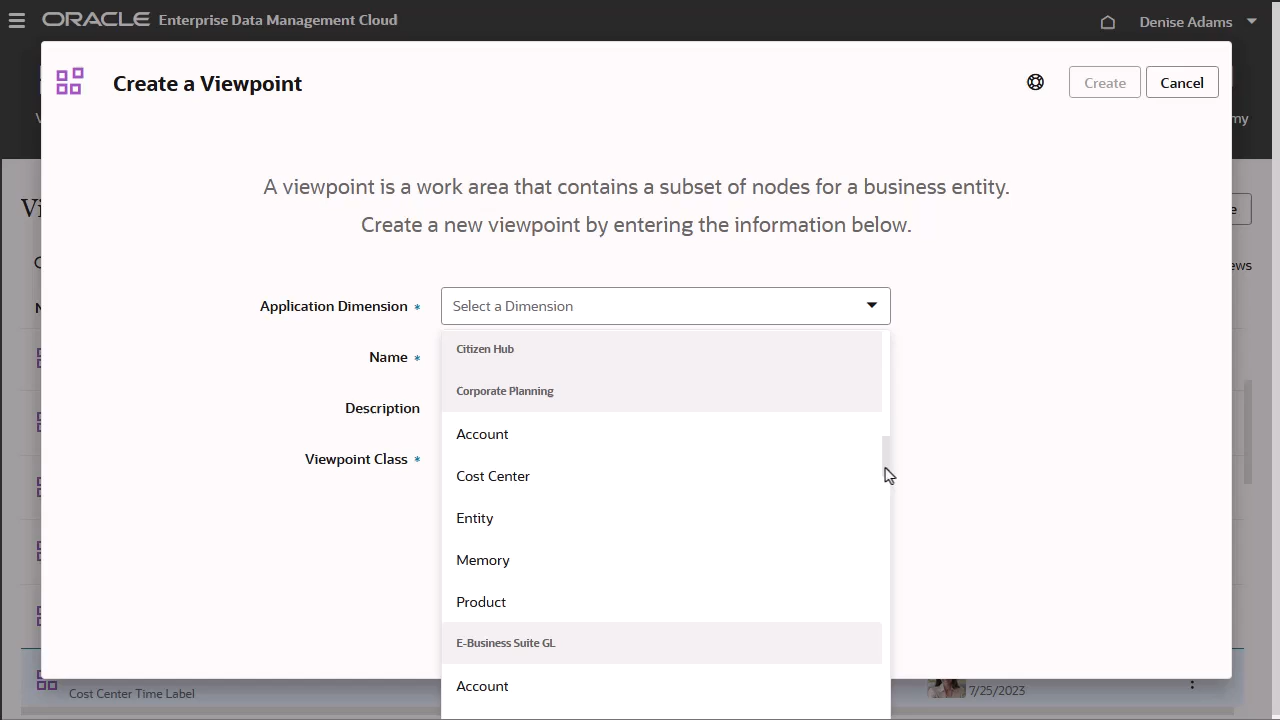 ORACLE Enterprise Data Management Cloud
Denise Adams
Create a Viewpoint
Create
Cancel
A viewpoint is a work area that contains a subset of nodes for a business entity.
Create a new viewpoint by entering the information below.
Application Dimension *
Select a Dimension
Citizen Hub
Name *
Corporate Planning
Description
Account
Viewpoint Class *
Cost Center
Entity
Memory
Product
E-Business Suite GL
Account
Cost Center Time Label
7/25/2023